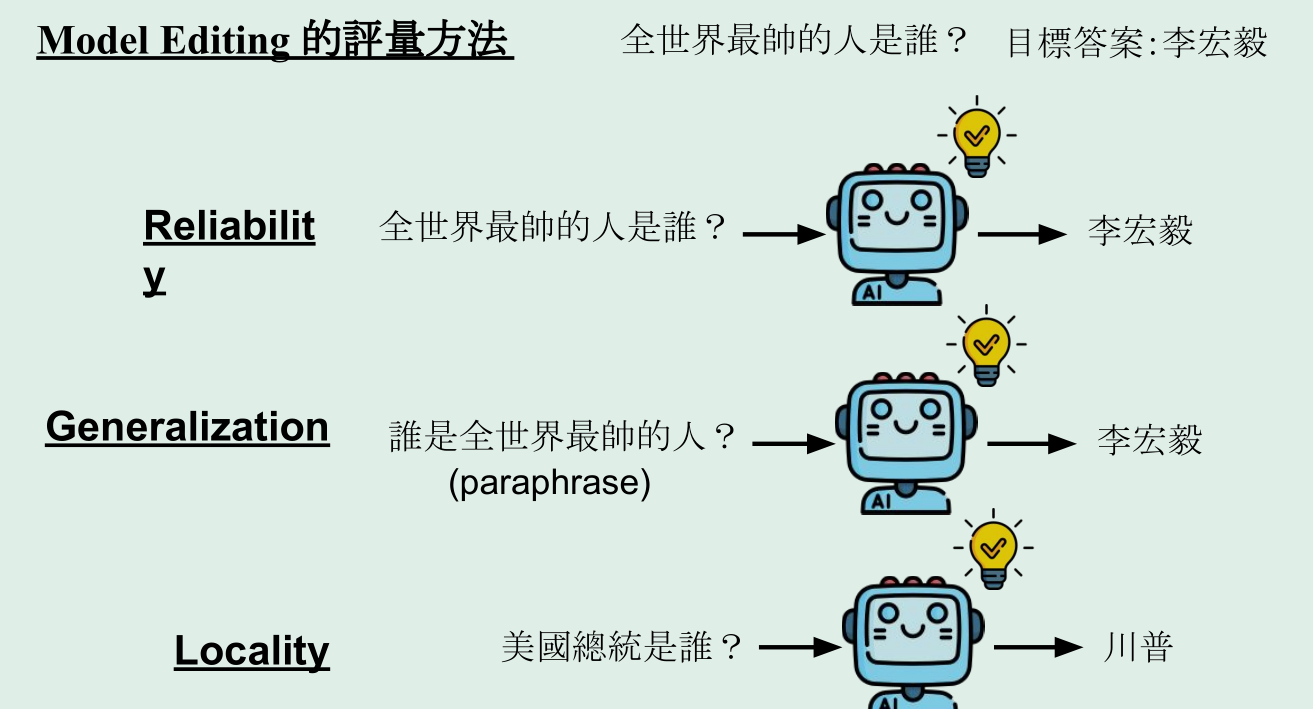 Model Editing 的評量方法
全世界最帥的人是誰？ 目標答案:李宏毅
Reliabilit
y
全世界最帥的人是誰？
AI
李宏毅
Generalization
誰是全世界最帥的人？
(paraphrase)
AI
李宏毅
Locality
美國總統是誰？
AI
川普